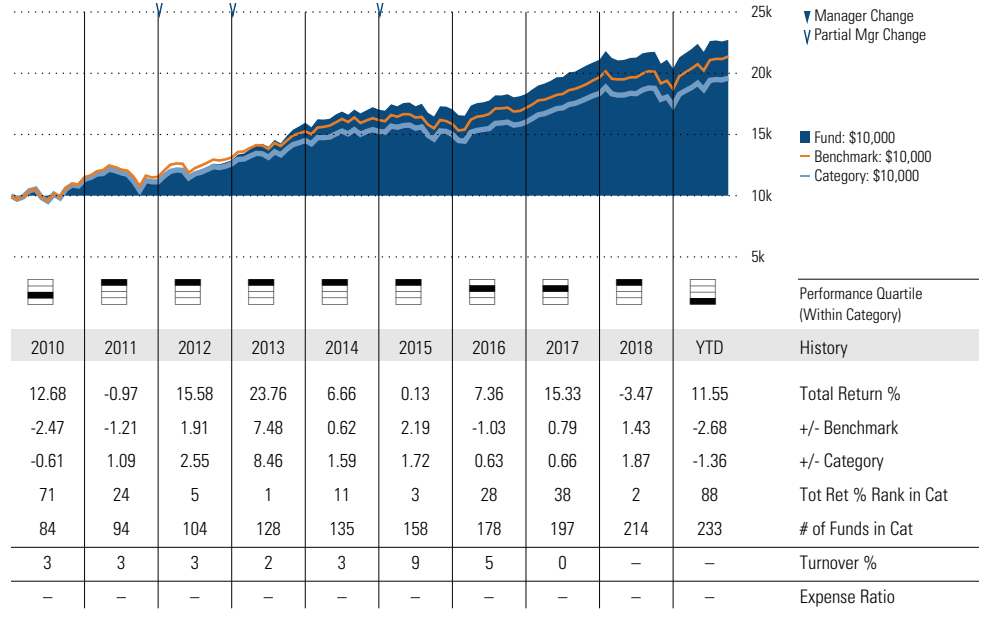 25k
20k
15k
10k
5k
Manager Change
Partial Mgr Change
Fund: $10,000
Benchmark: $10,000
Category: $10,000
Performance Quartile
(Within Category)
2010 2011 2012 2013 2014 2015 2016 2017 2018 YTD History
12.68 -0.97 15.58 23.76 6.66 0.13 7.36 15.33 -3.47 11.55 Total Return %
-2.47 -1.21 1.91 7.48 0.62 2.19 -1.03 0.79 1.43 -2.68 +/- Benchmark
-0.61 1.09 2.55 8.46 1.59 1.72 0.63 0.66 1.87 -1.36 +/- Category
71 24 5 1 11 3 28 38 2 88 Tot Ret % Rank in Cat
84 94 104 128 135 158 178 197 214 233 # of Funds in Cat
3 3 3 2 3 9 5 0 – – Turnover %
– – – – – – – – – – Expense Ratio